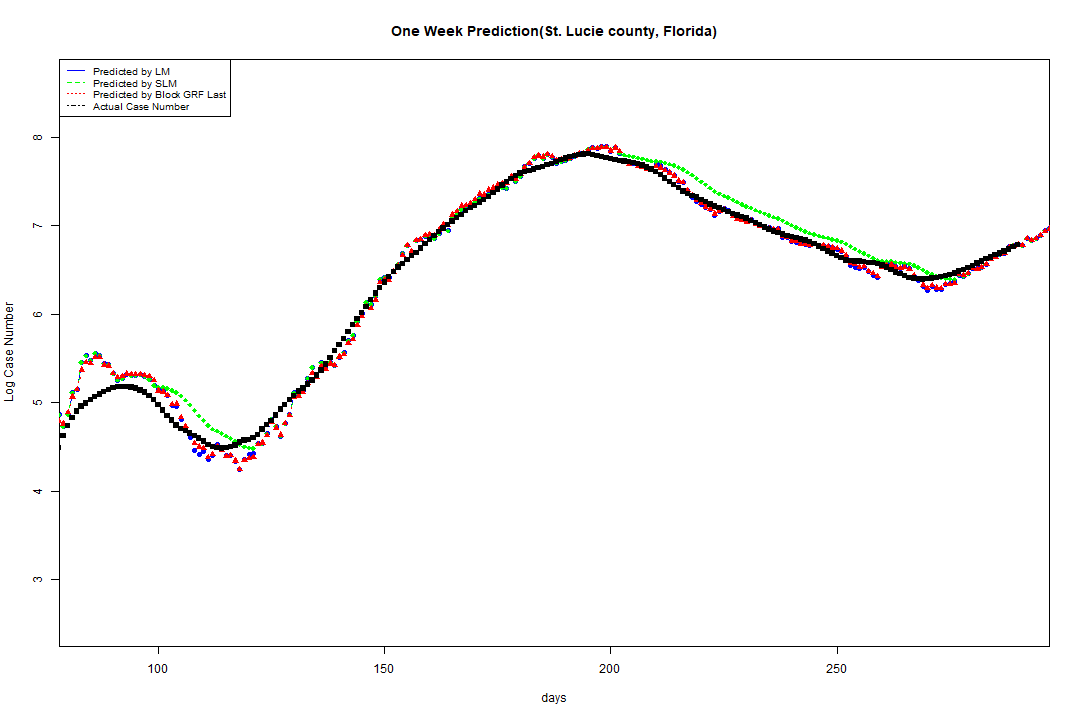 One Week Prediction(St. Lucie county, Florida)
Predicted by LM
Predicted by SLM
Predicted by Block GRF Last
Actual Case Number
8
7
6
5
4
3
Log Case Number
100 150 200 250
days